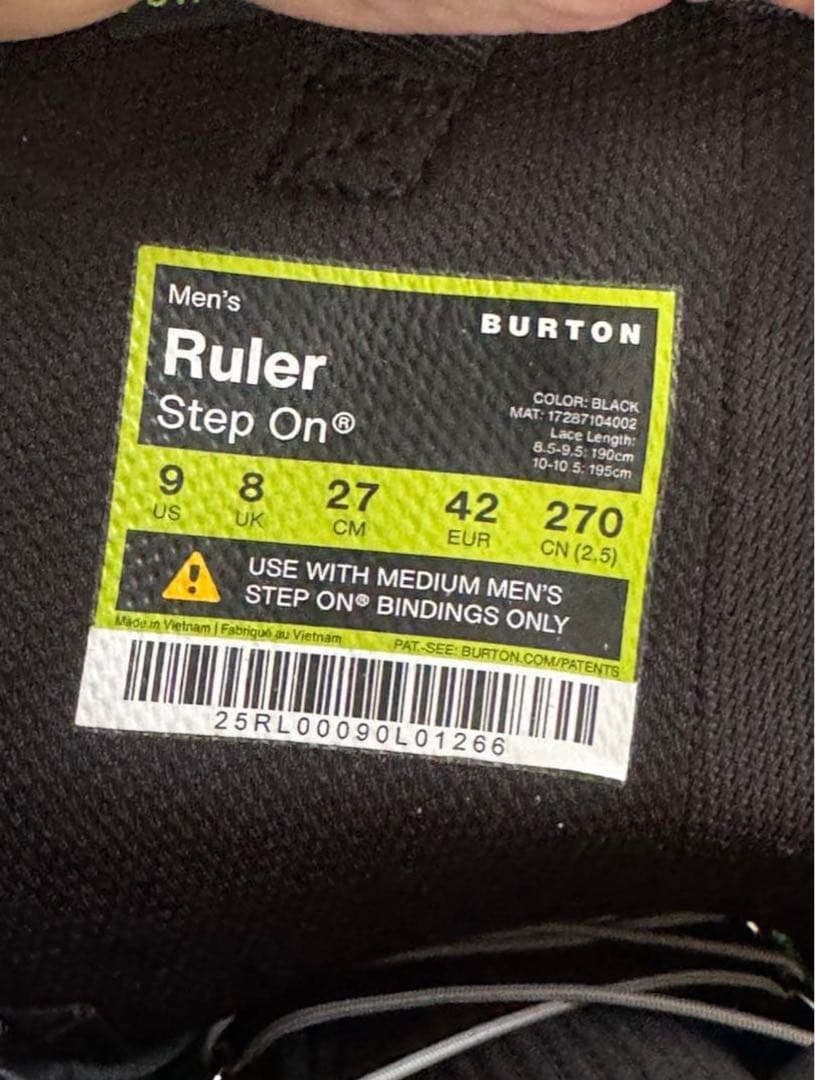 Men's
BURTON
Ruler
Step On®
COLOR: BLACK
MAT: 17287104002
Lace Length:
8.5-9.5: 190cm
10-10.5: 195cm
9 8 27 42 270
US UK CM EUR CN (2.5)
USE WITH MEDIUM MEN'S
STEP ON® BINDINGS ONLY
Made in Vietnam | Fabriqué au Vietnam
PAT.-SEE: BURTON.COM/PATENTS
25RL00090L01266